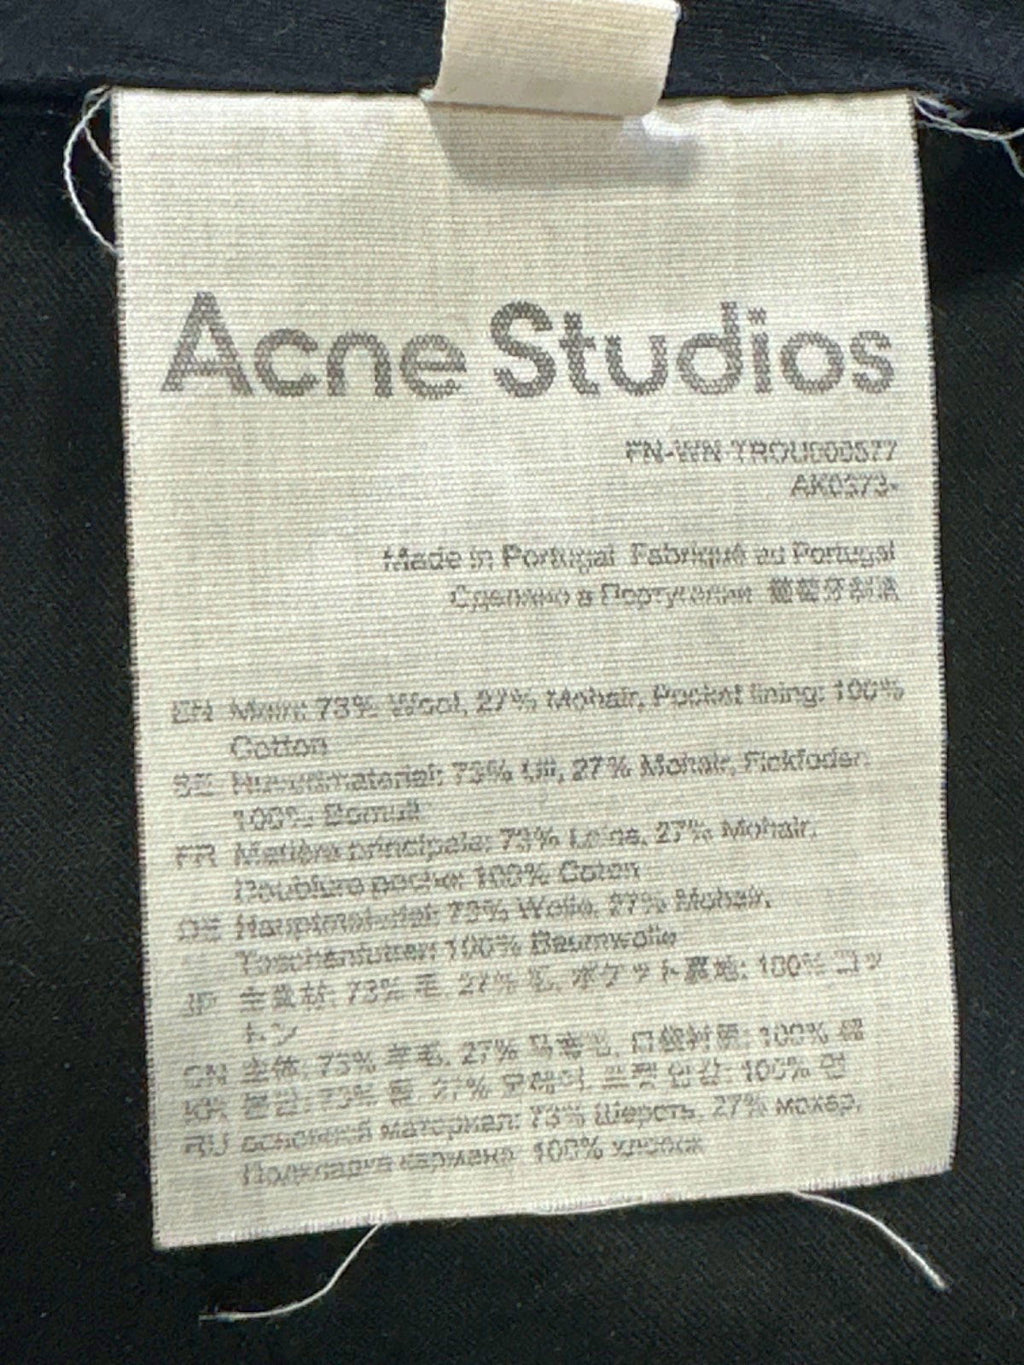 Acne Studios
FN-WN-TROU000577
AK0373-
Made in Portugal Fabriqué au Portugal
Сделано в Португалии 葡萄牙制造
EN Main: 73% Wool, 27% Mohair, Pocket lining: 100%
Cotton
SE Huvudmaterial: 73% Ull, 27% Mohair, Fickfoder:
100% Bomull
FR Matière principale: 73% Laine, 27% Mohair,
Doublure poche: 100% Coton
DE Hauptmaterial: 73% Wolle, 27% Mohair,
Taschenfutter: 100% Baumwolle
JP 主素材: 73% 毛, 27% 毛, ポケット裏地: 100% コッ
トン
CN 主体: 73% 羊毛, 27% 马海毛, 口袋衬里: 100% 棉
KR 본감: 73% 울, 27% 모헤어, 포켓 안감: 100% 면
RU основной материал: 73% Шерсть, 27% мохер,
Подкладка кармана: 100% хлопок